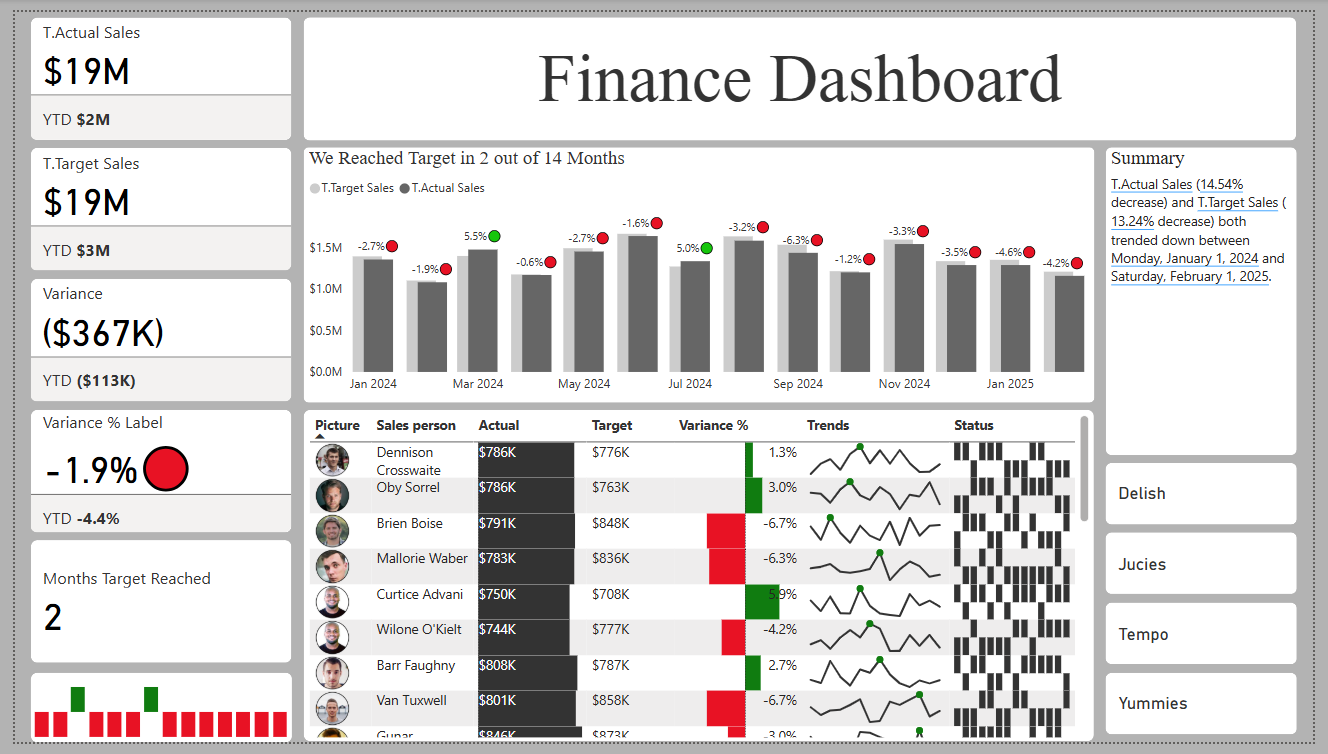 T.Actual Sales
$19M
YTD $2M
T.Target Sales
$19M
YTD $3M
Variance
($367K)
YTD ($113K)
Variance % Label
-1.9%
YTD -4.4%
Months Target Reached
2
Finance Dashboard
We Reached Target in 2 out of 14 Months
T.Target Sales T.Actual Sales
-2.7% -1.9% 5.5% -0.6% -2.7% -1.6% 5.0% -3.2% -6.3% -1.2% -3.3% -3.5% -4.6% -4.2%
$1.5M
$1.0M
$0.5M
$0.0M
Jan 2024 Mar 2024 May 2024 Jul 2024 Sep 2024 Nov 2024 Jan 2025
Picture Sales person Actual Target Variance % Trends Status
Dennison Crosswaite $786K $776K 1.3%
Oby Sorrel $786K $763K 3.0%
Brien Boise $791K $848K -6.7%
Mallorie Waber $783K $836K -6.3%
Curtice Advani $750K $708K 5.9%
Wilone O'Kielt $744K $777K -4.2%
Barr Faughny $808K $787K 2.7%
Van Tuxwell $801K $858K -6.7%
Gunar $846K $873K -3.0%
Summary
T.Actual Sales (14.54%
decrease) and T.Target Sales (
13.24% decrease) both
trended down between
Monday, January 1, 2024 and
Saturday, February 1, 2025.
Delish
Jucies
Tempo
Yummies